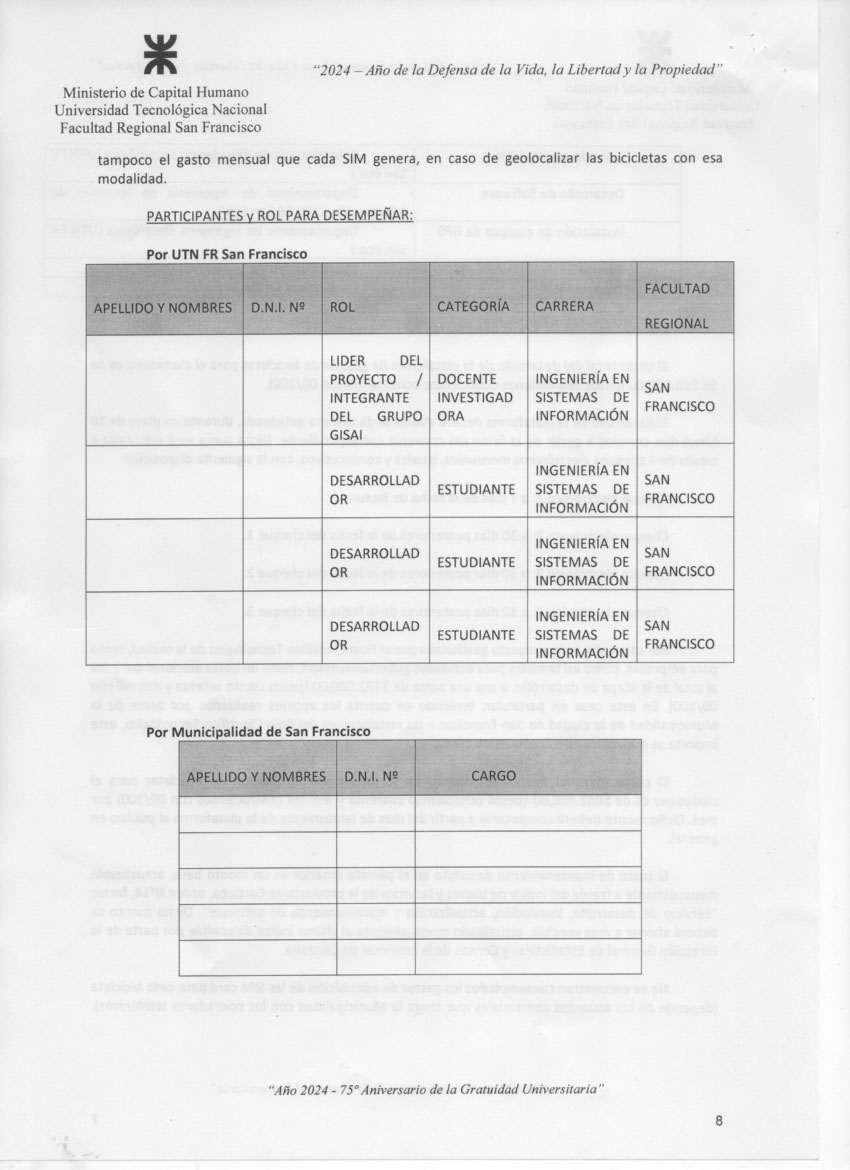 "2024 – Año de la Defensa de la Vida, la Libertad y la Propiedad"
Ministerio de Capital Humano
Universidad Tecnológica Nacional
Facultad Regional San Francisco
tampoco el gasto mensual que cada SIM genera, en caso de geolocalizar las bicicletas con esa
modalidad.
PARTICIPANTES y ROL PARA DESEMPEÑAR:
Por UTN FR San Francisco
APELLIDO Y NOMBRES D.N.I. Nº ROL CATEGORÍA CARRERA FACULTAD
REGIONAL
LIDER DEL
PROYECTO / DOCENTE INGENIERÍA EN SAN
INTEGRANTE INVESTIGAD SISTEMAS DE FRANCISCO
DEL GRUPO ORA INFORMACIÓN
GISAI
DESARROLLAD ESTUDIANTE INGENIERÍA EN SAN
OR SISTEMAS DE FRANCISCO
INFORMACIÓN
DESARROLLAD ESTUDIANTE INGENIERÍA EN SAN
OR SISTEMAS DE FRANCISCO
INFORMACIÓN
DESARROLLAD ESTUDIANTE INGENIERÍA EN SAN
OR SISTEMAS DE FRANCISCO
INFORMACIÓN
Por Municipalidad de San Francisco
APELLIDO Y NOMBRES D.N.I. Nº CARGO
"Año 2024 - 75º Aniversario de la Gratuidad Universitaria"
8